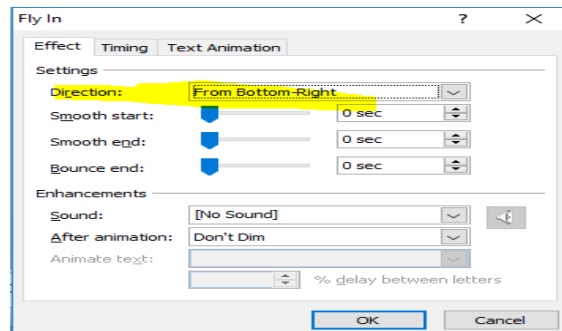 Fly In ? ×
Effect Timing Text Animation
Settings
Direction: From Bottom-Right
Smooth start: 0 sec
Smooth end: 0 sec
Bounce end: 0 sec
Enhancements
Sound: [No Sound]
After animation: Don't Dim
Animate text:
% delay between letters
OK Cancel